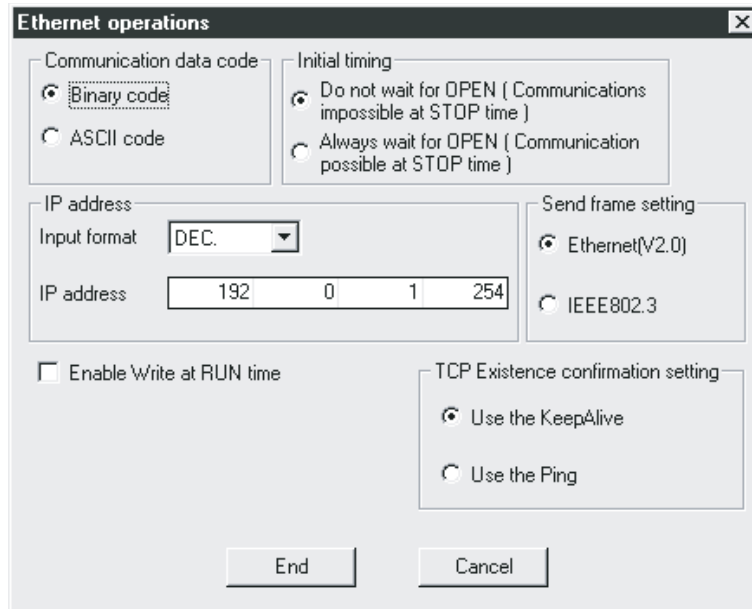 Ethernet operations
Communication data code
Binary code
ASCII code
Initial timing
Do not wait for OPEN ( Communications
impossible at STOP time )
Always wait for OPEN ( Communication
possible at STOP time )
IP address
Input format DEC.
IP address 192 0 1 254
Send frame setting
Ethernet(V2.0)
IEEE802.3
Enable Write at RUN time
TCP Existence confirmation setting
Use the KeepAlive
Use the Ping
End Cancel